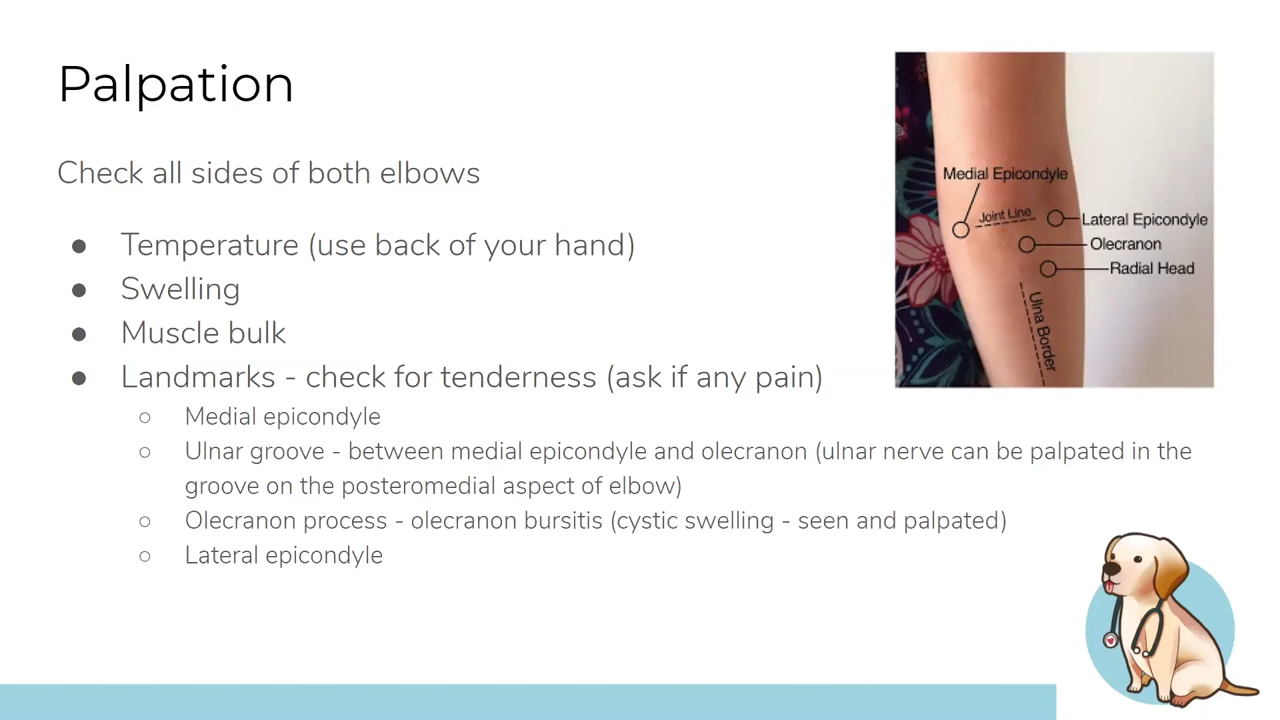 Palpation
Check all sides of both elbows
● Temperature (use back of your hand)
● Swelling
● Muscle bulk
● Landmarks - check for tenderness (ask if any pain)
○ Medial epicondyle
○ Ulnar groove - between medial epicondyle and olecranon (ulnar nerve can be palpated in the
groove on the posteromedial aspect of elbow)
○ Olecranon process - olecranon bursitis (cystic swelling - seen and palpated)
○ Lateral epicondyle
Medial Epicondyle
Joint Line
Lateral Epicondyle
Olecranon
Radial Head
Ulna Border